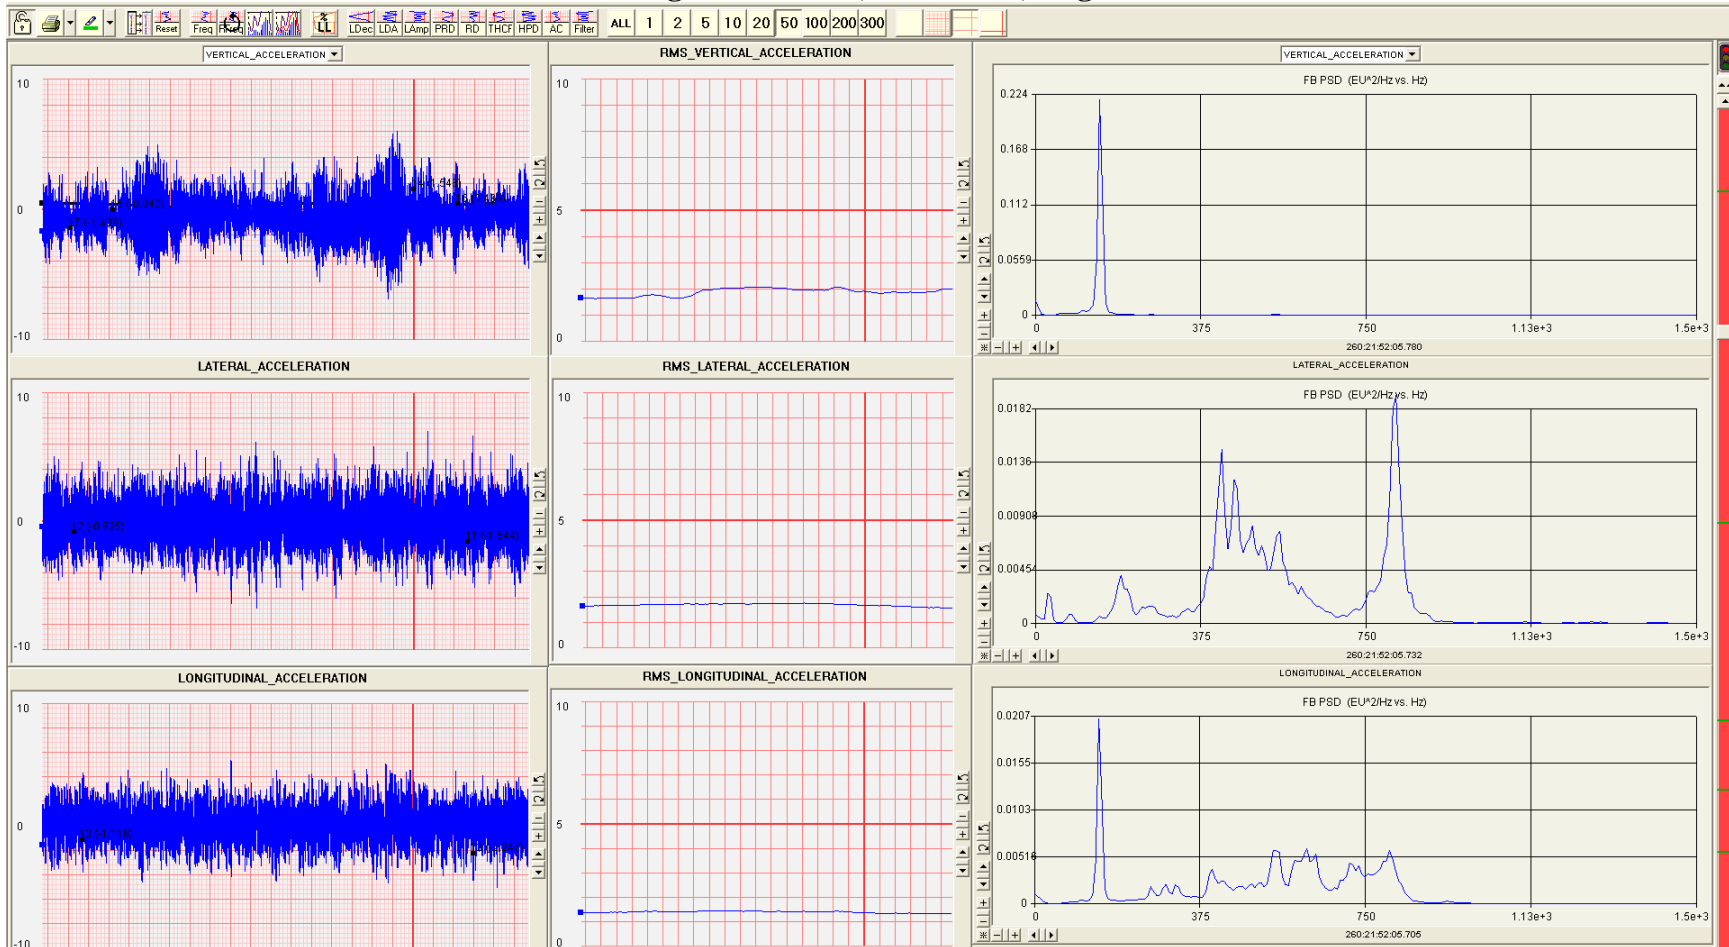 Reset Freq LL LDec LDA LAmp PRD RD THCF HPD AC Filter ALL 1 2 5 10 20 50 100 200 300
VERTICAL_ACCELERATION
10
0
-10
RMS_VERTICAL_ACCELERATION
10
5
0
VERTICAL_ACCELERATION
FB PSD (EU^2/Hz vs. Hz)
0.224
0.168
0.112
0.0559
0
0 375 750 1.13e+3 1.5e+3
260:21:52:05.780
LATERAL_ACCELERATION
10
0
12 (-0.926)
-10
RMS_LATERAL_ACCELERATION
10
5
0
LATERAL_ACCELERATION
FB PSD (EU^2/Hz vs. Hz)
0.0182
0.0136
0.00908
0.00454
0
0 375 750 1.13e+3 1.5e+3
260:21:52:05.732
LONGITUDINAL_ACCELERATION
10
0
13 (-1.118)
-10
RMS_LONGITUDINAL_ACCELERATION
10
5
0
LONGITUDINAL_ACCELERATION
FB PSD (EU^2/Hz vs. Hz)
0.0207
0.0155
0.0103
0.00516
0
0 375 750 1.13e+3 1.5e+3
260:21:52:05.705